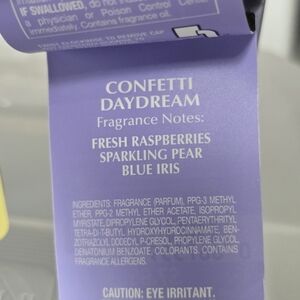 IF SWALLOWED, do not
a physician or Poison Control Center
immediately. Contains fragrance oil.
CONFETTI
DAYDREAM
Fragrance Notes:
FRESH RASPBERRIES
SPARKLING PEAR
BLUE IRIS
INGREDIENTS: FRAGRANCE (PARFUM), PPG-3 METHYL
ETHER, PPG-2 METHYL ETHER ACETATE, ISOPROPYL
MYRISTATE, DIPROPYLENE GLYCOL, PENTAERYTHRITYL
TETRA-DI-T-BUTYL HYDROXYHYDROCINNAMATE, BEN-
ZOTRIAZOLYL DODECYL P-CRESOL, PROPYLENE GLYCOL,
DENATONIUM BENZOATE, COLORANTS. CONTAINS
FRAGRANCE ALLERGENS.
CAUTION: EYE IRRITANT.